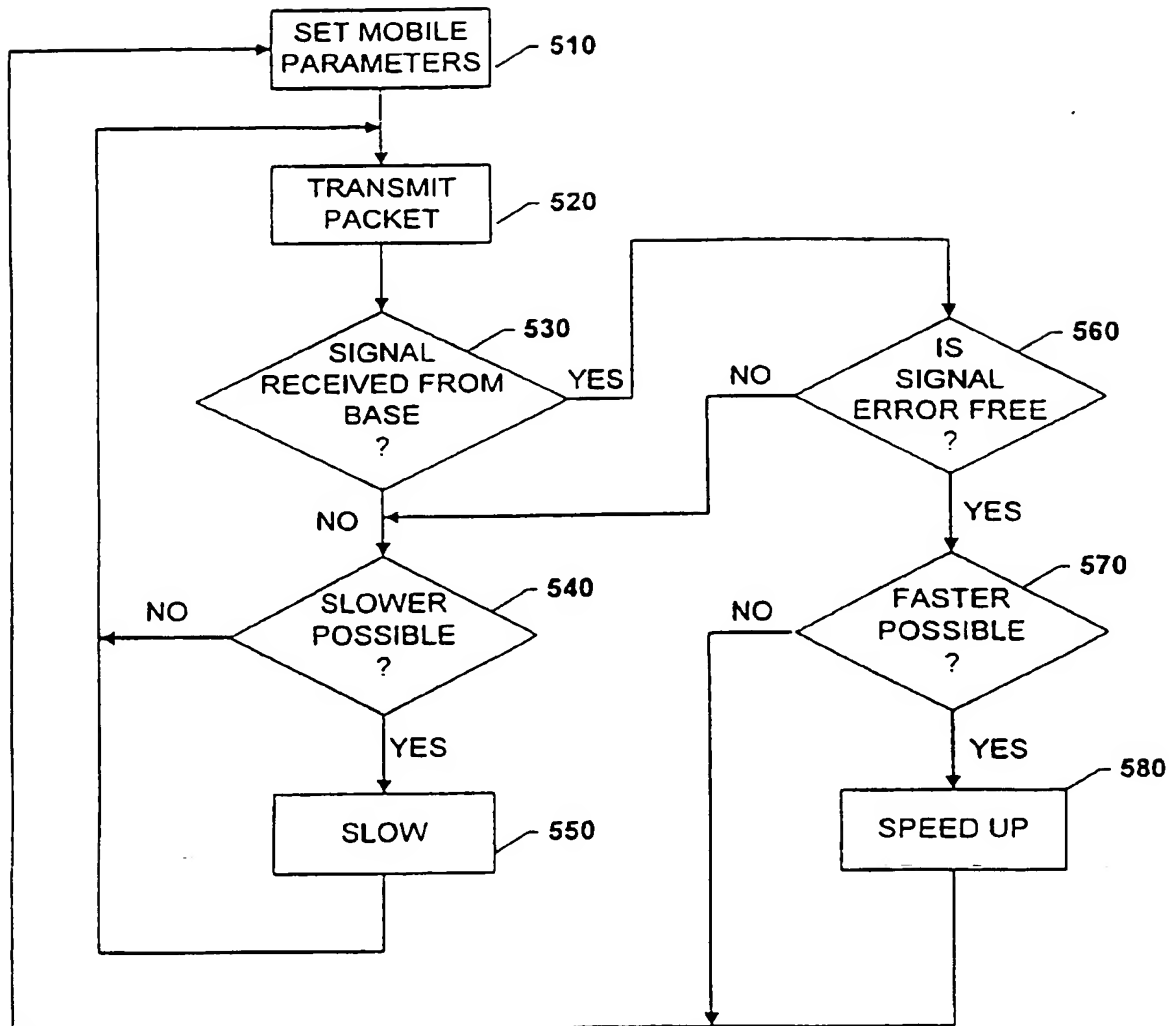 SET MOBILE
PARAMETERS
510
TRANSMIT
PACKET
520
SIGNAL
RECEIVED FROM
BASE
?
530
YES
NO
IS
SIGNAL
ERROR FREE
?
560
NO
YES
SLOWER
POSSIBLE
?
540
NO
YES
FASTER
POSSIBLE
?
570
NO
YES
SLOW
550
SPEED UP
580